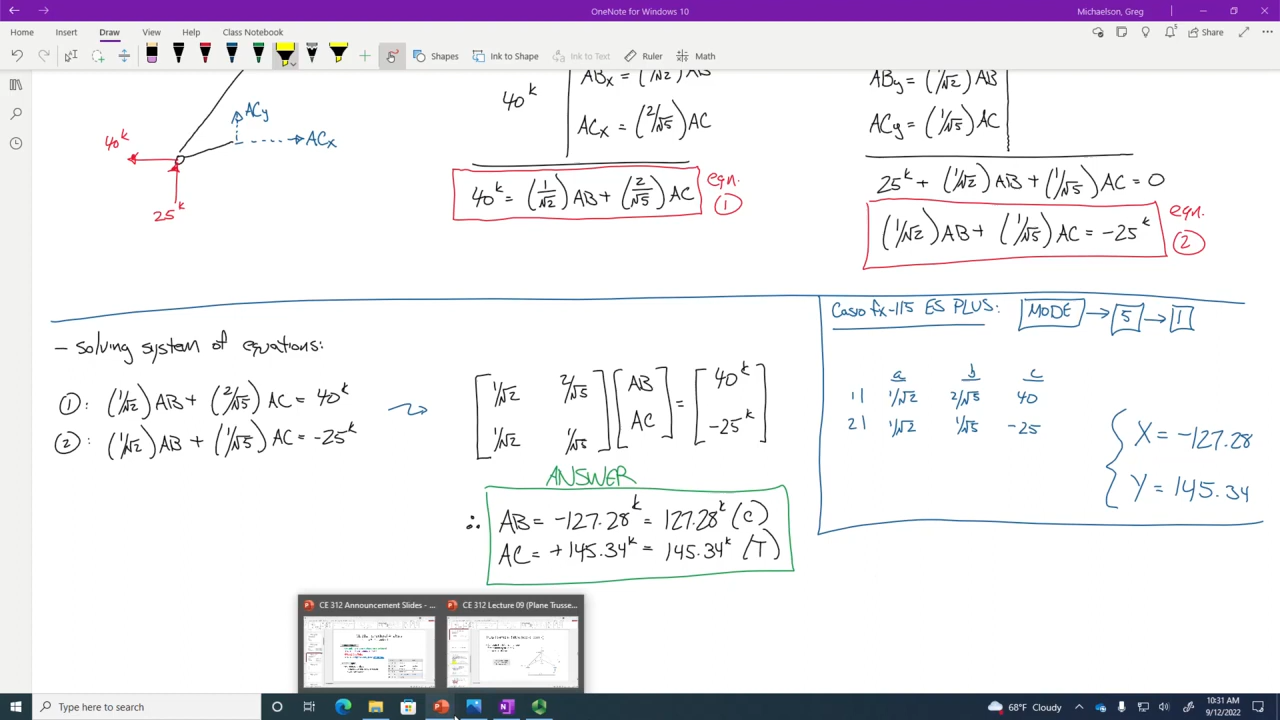 OneNote for Windows 10
Michaelson, Greg
Home Insert Draw View Help Class Notebook
Shapes Ink to Shape Ink to Text Ruler Math
Share
ACy
ACx
40ᵏ
25ᵏ
40ᵏ
ABx = (1/√2) AB
ACx = (2/√5) AC
40ᵏ = (1/√2) AB + (2/√5) AC
eqn. ①
ABy = (1/√2) AB
ACy = (1/√5) AC
25ᵏ + (1/√2) AB + (1/√5) AC = 0
(1/√2) AB + (1/√5) AC = -25ᵏ
eqn. ②
- solving system of equations:
①: (1/√2) AB + (2/√5) AC = 40ᵏ
②: (1/√2) AB + (1/√5) AC = -25ᵏ
1/√2 2/√5 AB = 40ᵏ
1/√2 1/√5 AC -25ᵏ
ANSWER
∴ AB = -127.28ᵏ = 127.28ᵏ (C)
AC = +145.34ᵏ = 145.34ᵏ (T)
Casio fx-115 ES PLUS: MODE → 5 → 1
a b c
1| 1/√2 2/√5 40
2| 1/√2 1/√5 -25
X = -127.28
Y = 145.34
CE 312 Announcement Slides - ...
CE 312 Lecture 09 (Plane Trusse...
Type here to search
68°F Cloudy
10:31 AM
9/12/2022